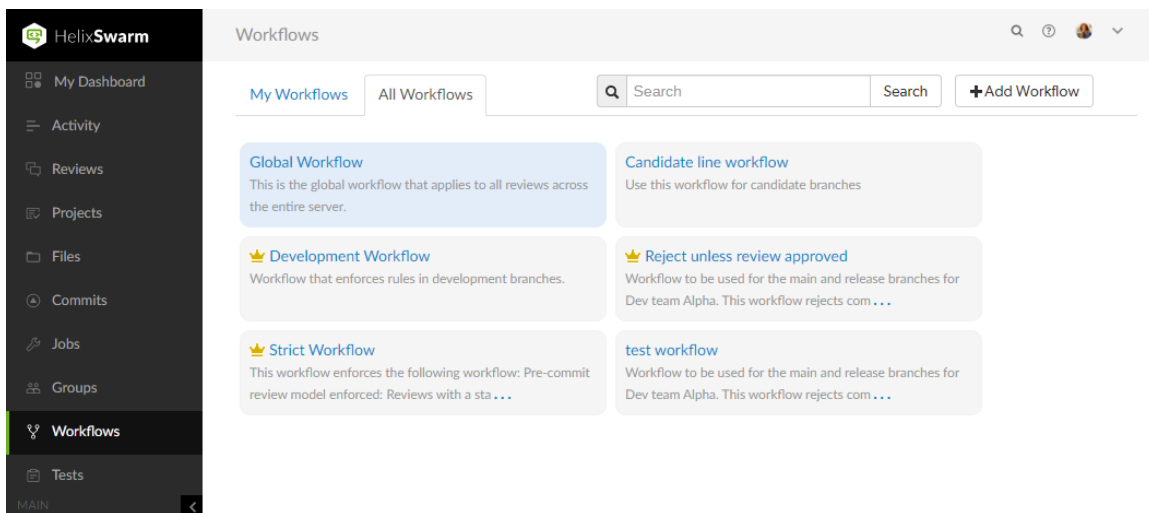 HelixSwarm
Workflows
My Dashboard
Activity
Reviews
Projects
Files
Commits
Jobs
Groups
Workflows
Tests
MAIN
My Workflows
All Workflows
Search
Search
+Add Workflow
Global Workflow
This is the global workflow that applies to all reviews across
the entire server.
Candidate line workflow
Use this workflow for candidate branches
Development Workflow
Workflow that enforces rules in development branches.
Reject unless review approved
Workflow to be used for the main and release branches for
Dev team Alpha. This workflow rejects com...
Strict Workflow
This workflow enforces the following workflow: Pre-commit
review model enforced: Reviews with a sta...
test workflow
Workflow to be used for the main and release branches for
Dev team Alpha. This workflow rejects com...